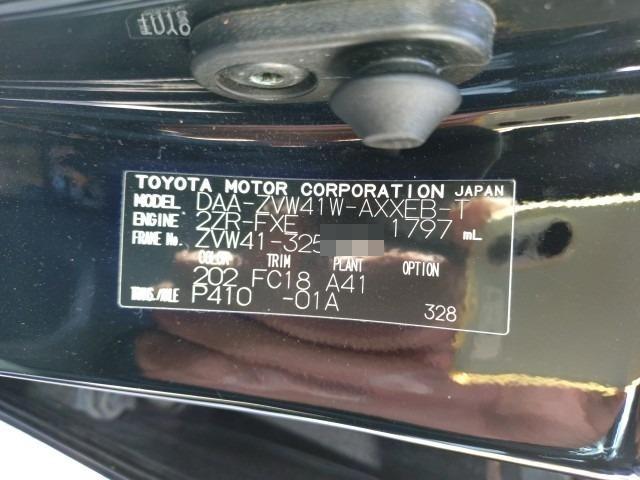 TOYOTA MOTOR CORPORATION JAPAN
MODEL DAA-ZVW41W-AXXEB-T
ENGINE 2ZR-FXE 1797 mL
FRAME No. ZVW41-325
COLOR TRIM PLANT OPTION
202 FC18 A41
TRANS./AXLE P410 -01A 328